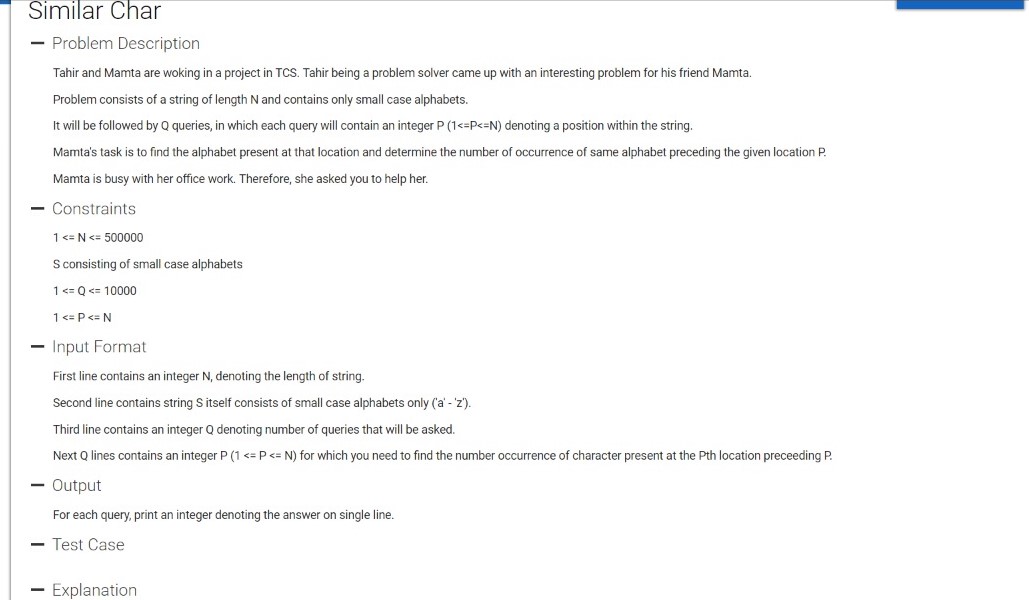 Similar Char
Problem Description
Tahir and Mamta are woking in a project in TCS. Tahir being a problem solver came up with an interesting problem for his friend Mamta.
Problem consists of a string of length N and contains only small case alphabets.
It will be followed by Q queries, in which each query will contain an integer P (1<=P<=N) denoting a position within the string.
Mamta's task is to find the alphabet present at that location and determine the number of occurrence of same alphabet preceding the given location P.
Mamta is busy with her office work. Therefore, she asked you to help her.
Constraints
1 <= N <= 500000
S consisting of small case alphabets
1 <= Q <= 10000
1 <= P <= N
Input Format
First line contains an integer N, denoting the length of string.
Second line contains string S itself consists of small case alphabets only ('a' - 'z').
Third line contains an integer Q denoting number of queries that will be asked.
Next Q lines contains an integer P (1 <= P <= N) for which you need to find the number occurrence of character present at the Pth location preceeding P.
Output
For each query, print an integer denoting the answer on single line.
Test Case
Explanation